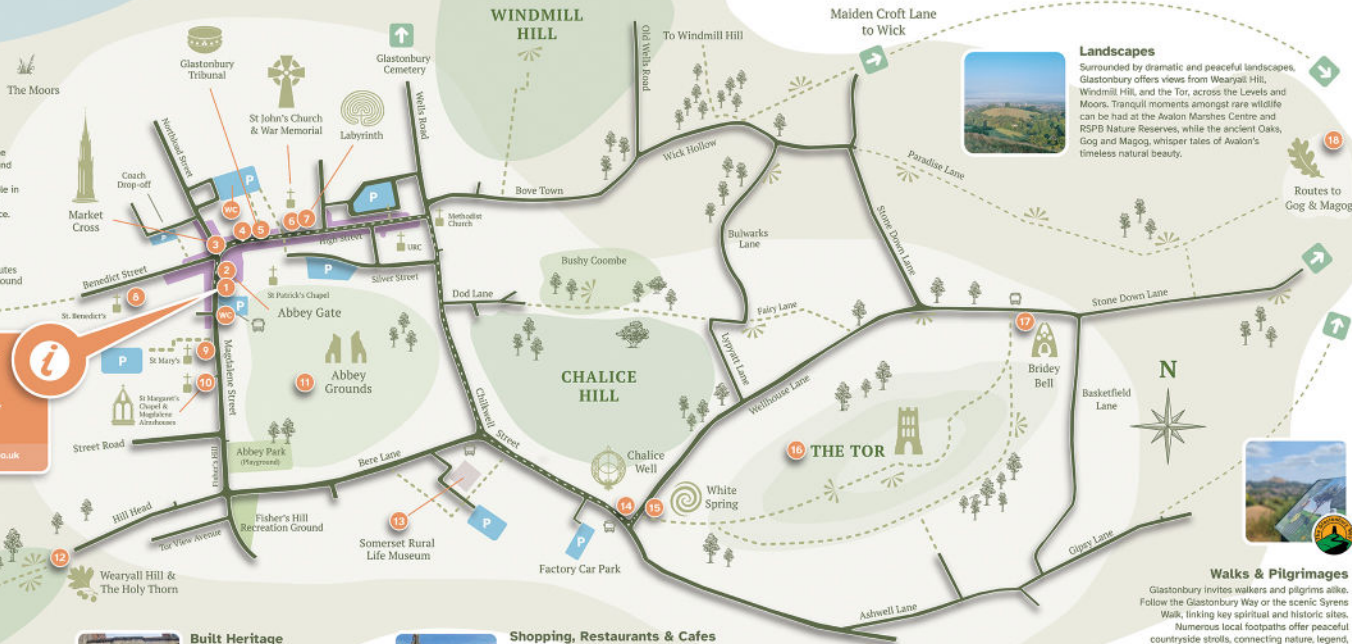 WINDMILL
HILL
Maiden Croft Lane
to Wick
To Windmill Hill
Old Wells Road
Glastonbury
Tribunal
Glastonbury
Cemetery
The Moors
St John's Church
& War Memorial
Labyrinth
Wells Road
Northload Street
Coach
Drop-off
Market
Cross
P
WC
P
4
5
6
7
3
High Street
Methodist
Church
URC
Bove Town
Wick Hollow
Landscapes
Surrounded by dramatic and peaceful landscapes,
Glastonbury offers views from Wearyall Hill,
Windmill Hill, and the Tor, across the Levels and
Moors. Tranquil moments amongst rare wildlife
can be had at the Avalon Marshes Centre and
RSPB Nature Reserves, while the ancient Oaks,
Gog and Magog, whisper tales of Avalon's
timeless natural beauty.
18
Routes to
Gog & Magog
Paradise Lane
Stone Down Lane
Bulwarks
Lane
Bushy Coombe
Benedict Street
2
1
P
Silver Street
St Patrick's Chapel
Abbey Gate
P
WC
8
St. Benedict's
Dod Lane
Fairy Lane
Lypyatt Lane
Stone Down Lane
17
Bridey
Bell
Basketfield
Lane
N
i
P
St Mary's
9
10
St Margaret's
Chapel &
Magdalene
Almshouses
Magdalene Street
11
Abbey
Grounds
CHALICE
HILL
Wellhouse Lane
Chilkwell Street
16
THE TOR
Street Road
Fisher's Hill
Abbey Park
(Playground)
Bere Lane
Chalice
Well
14
15
White
Spring
o.uk
Hill Head
Tor View Avenue
Fisher's Hill
Recreation Ground
13
Somerset Rural
Life Museum
P
P
Factory Car Park
12
Wearyall Hill &
The Holy Thorn
Gipsy Lane
Ashwell Lane
Walks & Pilgrimages
Glastonbury invites walkers and pilgrims alike.
Follow the Glastonbury Way or the scenic Syrens
Walk, linking key spiritual and historic sites.
Numerous local footpaths offer peaceful
countryside strolls, connecting nature, legend,
Built Heritage
Shopping, Restaurants & Cafes